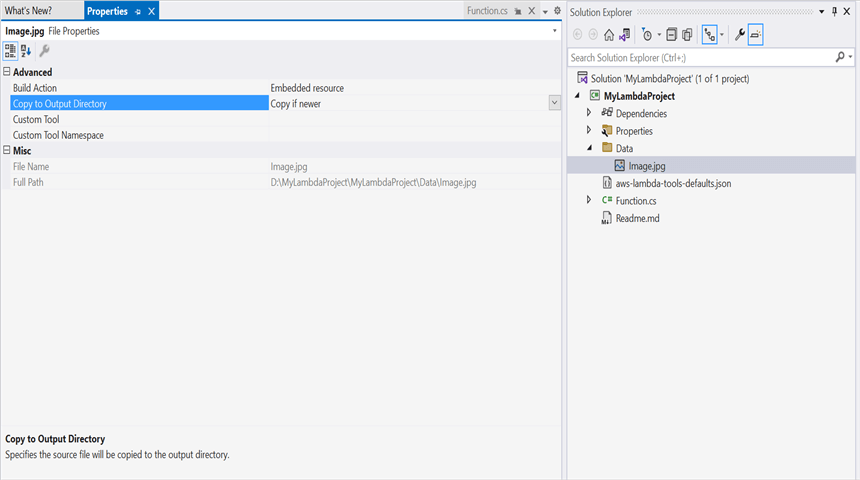 What's New?
Properties
Function.cs
Image.jpg File Properties
Advanced
Build Action Embedded resource
Copy to Output Directory Copy if newer
Custom Tool
Custom Tool Namespace
Misc
File Name Image.jpg
Full Path D:\MyLambdaProject\MyLambdaProject\Data\Image.jpg
Copy to Output Directory
Specifies the source file will be copied to the output directory.
Solution Explorer
Search Solution Explorer (Ctrl+;)
Solution 'MyLambdaProject' (1 of 1 project)
C# MyLambdaProject
Dependencies
Properties
Data
Image.jpg
aws-lambda-tools-defaults.json
C# Function.cs
Readme.md